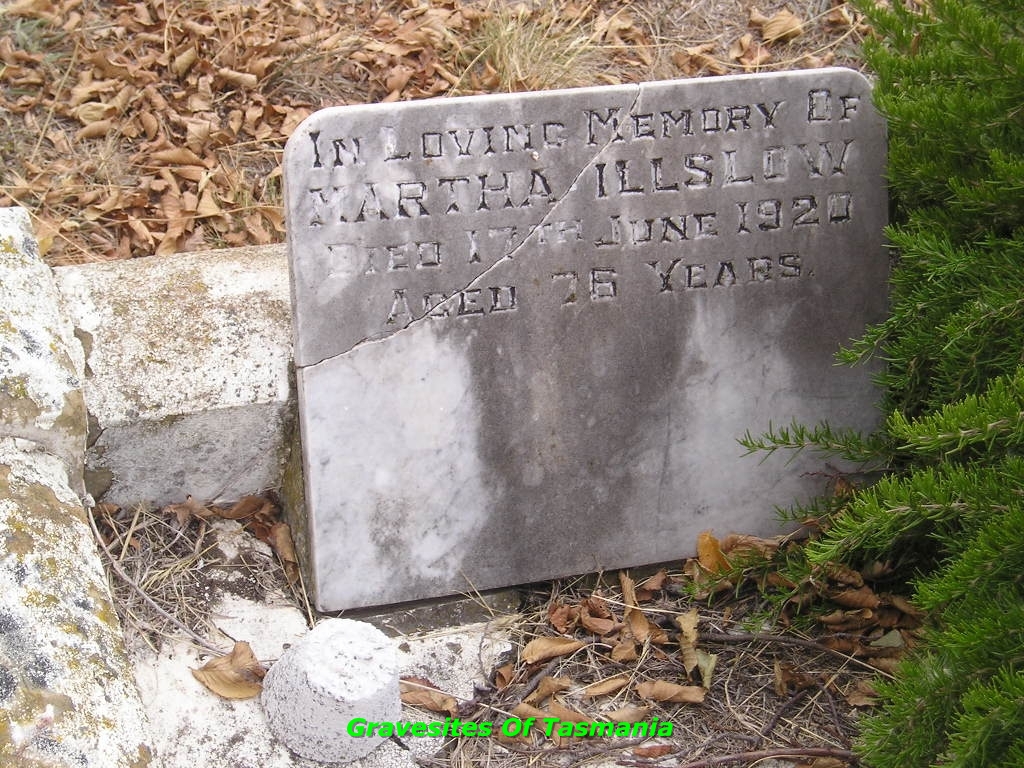 In Loving Memory Of
Martha Illslow
Died 17th June 1920
Aged 76 Years.
Gravesites Of Tasmania